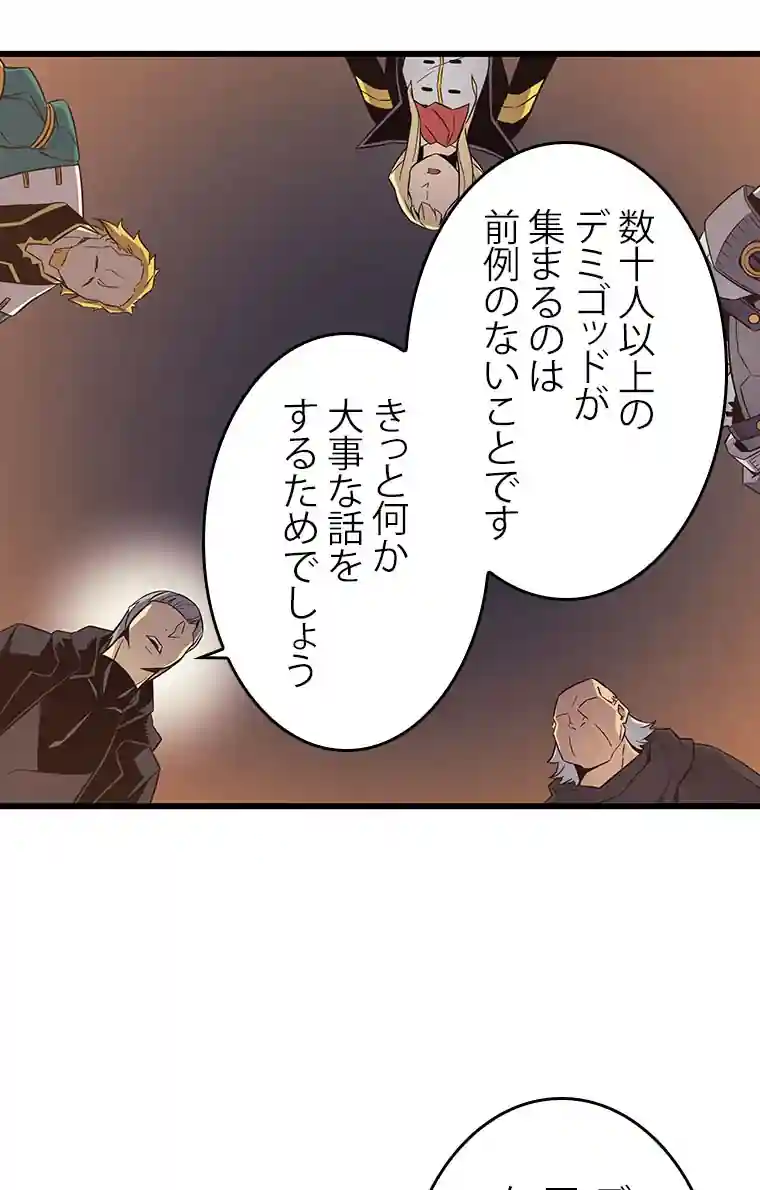 数十人以上の
デミゴッドが
集まるのは
前例のないことです
きっと何か
大事な話を
するためでしょう